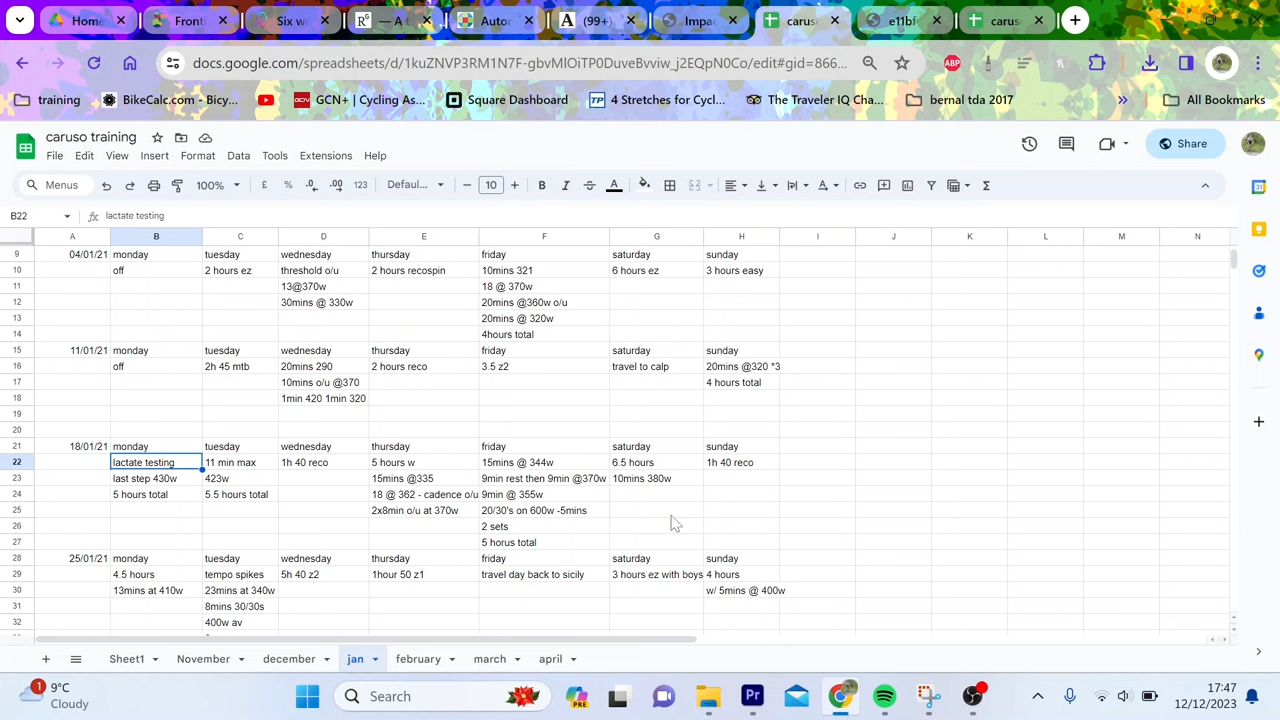 Home
Fronti
Six we
— A t
Autor
(99+)
Impac
carus
e11bfe
carus
docs.google.com/spreadsheets/d/1kuZNVP3RM1N7F-gbvMlOiTP0DuveBvviw_j2EQpN0Co/edit#gid=866...
training BikeCalc.com - Bicy... GCN+ | Cycling As... Square Dashboard 4 Stretches for Cycl... The Traveler IQ Cha... bernal tda 2017 » All Bookmarks
caruso training
File Edit View Insert Format Data Tools Extensions Help
Share
Menus 100% £ % .0 .00 123 Defaul... 10 B I A
B22 fx lactate testing
A B C D E F G H I J K L M N
9 04/01/21 monday tuesday wednesday thursday friday saturday sunday
10 off 2 hours ez threshold o/u 2 hours recospin 10mins 321 6 hours ez 3 hours easy
11 13@370w 18 @ 370w
12 30mins @ 330w 20mins @360w o/u
13 20mins @ 320w
14 4hours total
15 11/01/21 monday tuesday wednesday thursday friday saturday sunday
16 off 2h 45 mtb 20mins 290 2 hours reco 3.5 z2 travel to calp 20mins @320 *3
17 10mins o/u @370 4 hours total
18 1min 420 1min 320
19
20
21 18/01/21 monday tuesday wednesday thursday friday saturday sunday
22 lactate testing 11 min max 1h 40 reco 5 hours w 15mins @ 344w 6.5 hours 1h 40 reco
23 last step 430w 423w 15mins @335 9min rest then 9min @370w 10mins 380w
24 5 hours total 5.5 hours total 18 @ 362 - cadence o/u 9min @ 355w
25 2x8min o/u at 370w 20/30's on 600w -5mins
26 2 sets
27 5 horus total
28 25/01/21 monday tuesday wednesday thursday friday saturday sunday
29 4.5 hours tempo spikes 5h 40 z2 1hour 50 z1 travel day back to sicily 3 hours ez with boys 4 hours
30 13mins at 410w 23mins at 340w w/ 5mins @ 400w
31 8mins 30/30s
32 400w av
Sheet1 November december jan february march april
1 9°C
Cloudy
Search
17:47
12/12/2023